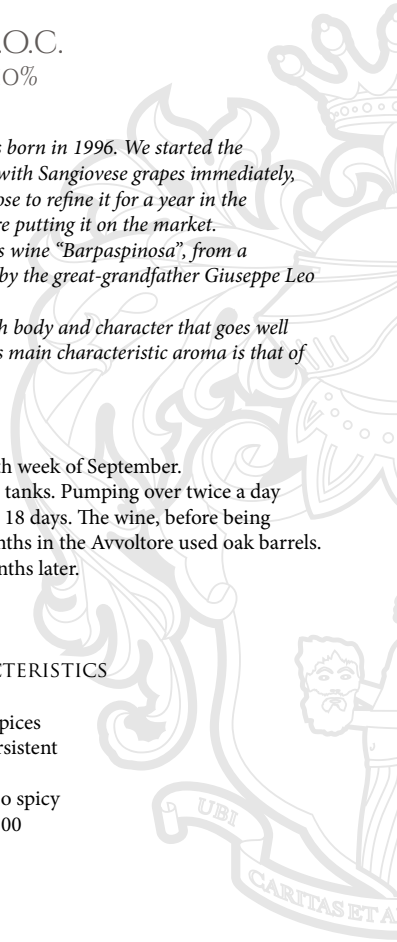 .O.C.
0%
s born in 1996. We started the
with Sangiovese grapes immediately,
ose to refine it for a year in the
re putting it on the market.
s wine “Barpaspinosa”, from a
by the great-grandfather Giuseppe Leo
h body and character that goes well
s main characteristic aroma is that of
th week of September.
tanks. Pumping over twice a day
18 days. The wine, before being
nths in the Avvoltore used oak barrels.
nths later.
CTERISTICS
pices
rsistent
o spicy
00
UBI
CARITAS ET A